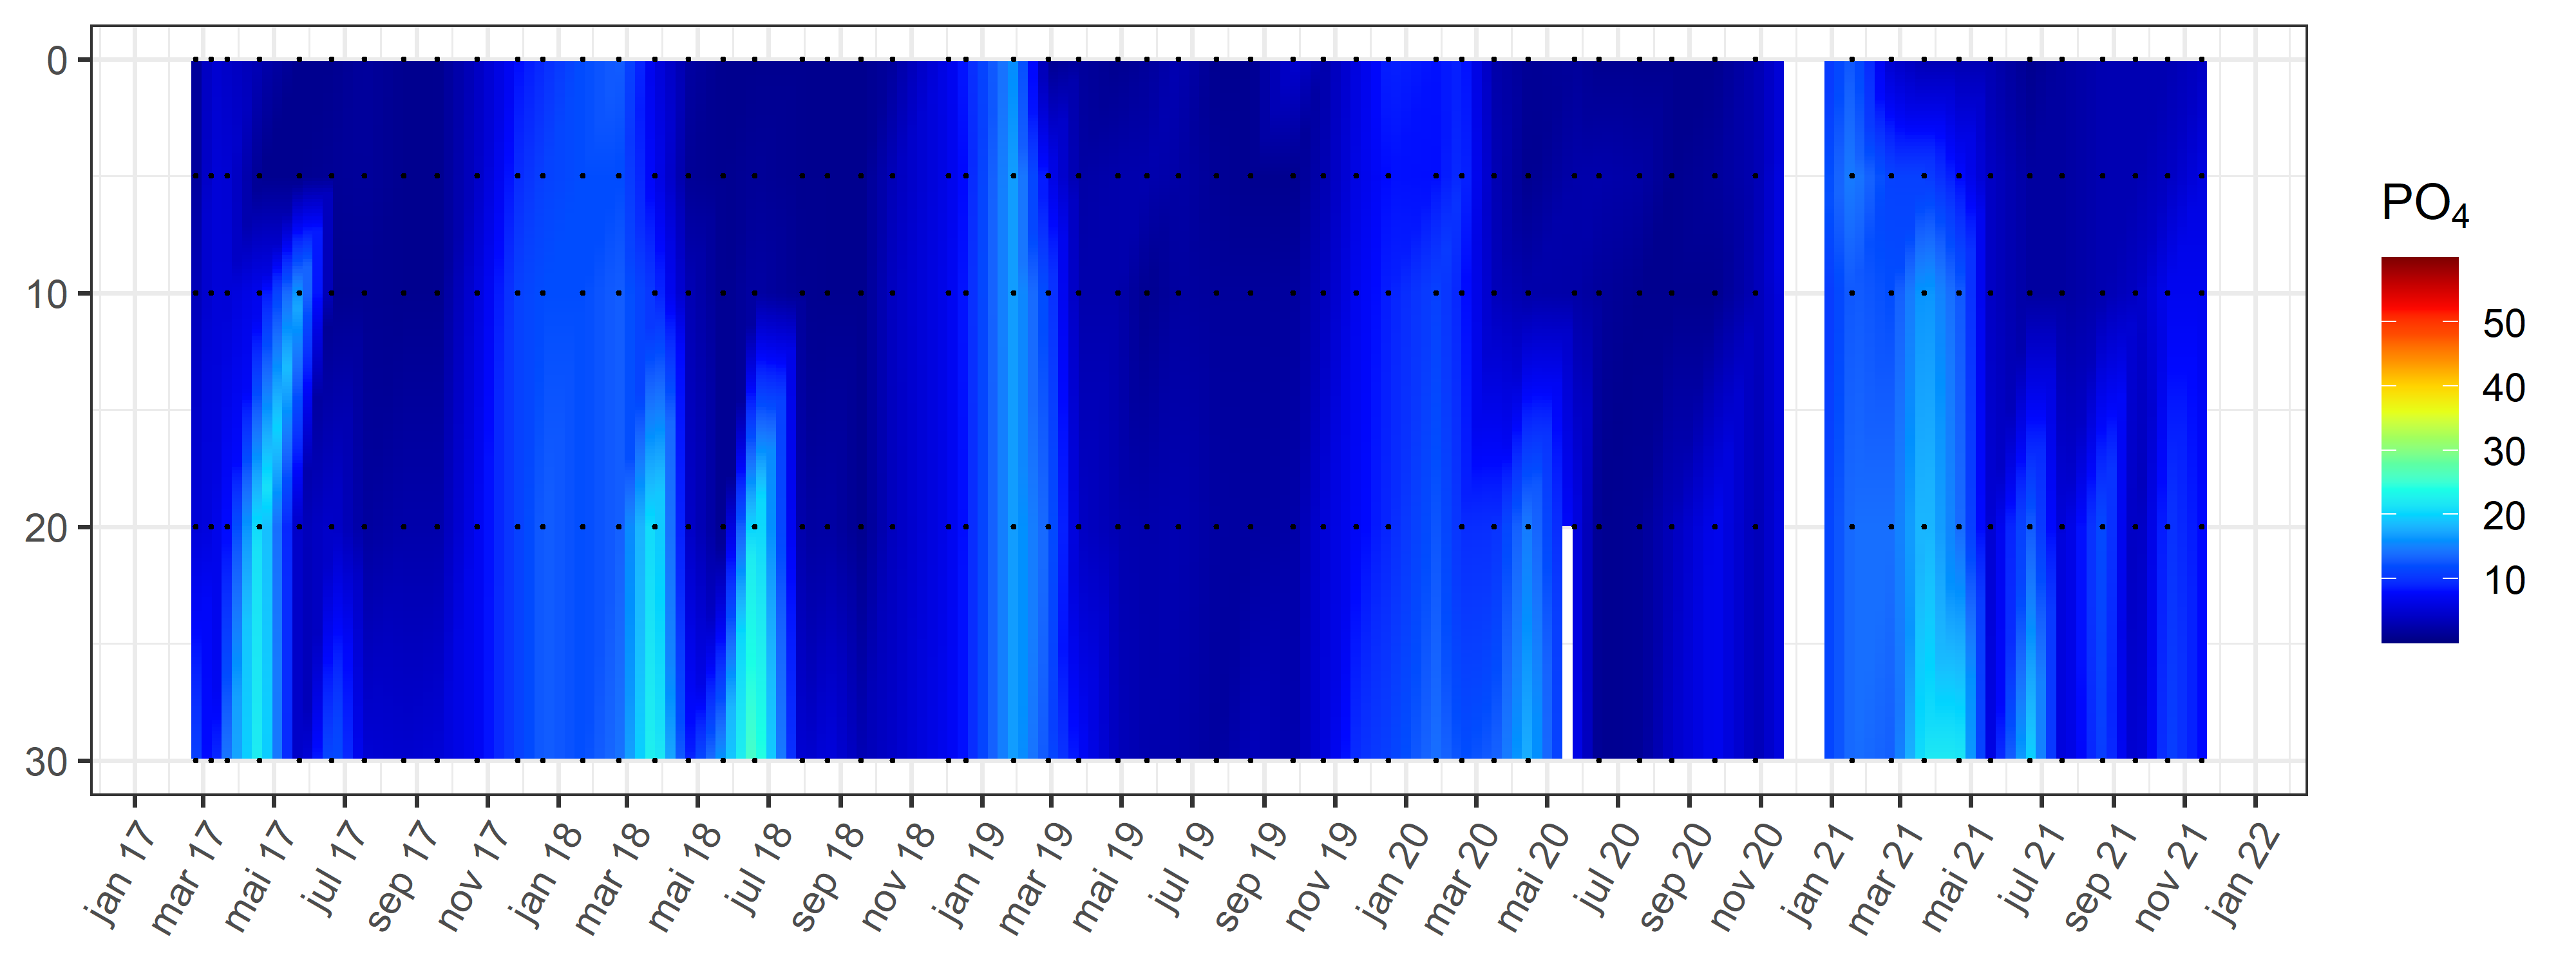 0
10
20
30
jan 17
mar 17
mai 17
jul 17
sep 17
nov 17
jan 18
mar 18
mai 18
jul 18
sep 18
nov 18
jan 19
mar 19
mai 19
jul 19
sep 19
nov 19
jan 20
mar 20
mai 20
jul 20
sep 20
nov 20
jan 21
mar 21
mai 21
jul 21
sep 21
nov 21
jan 22
PO₄
50
40
30
20
10